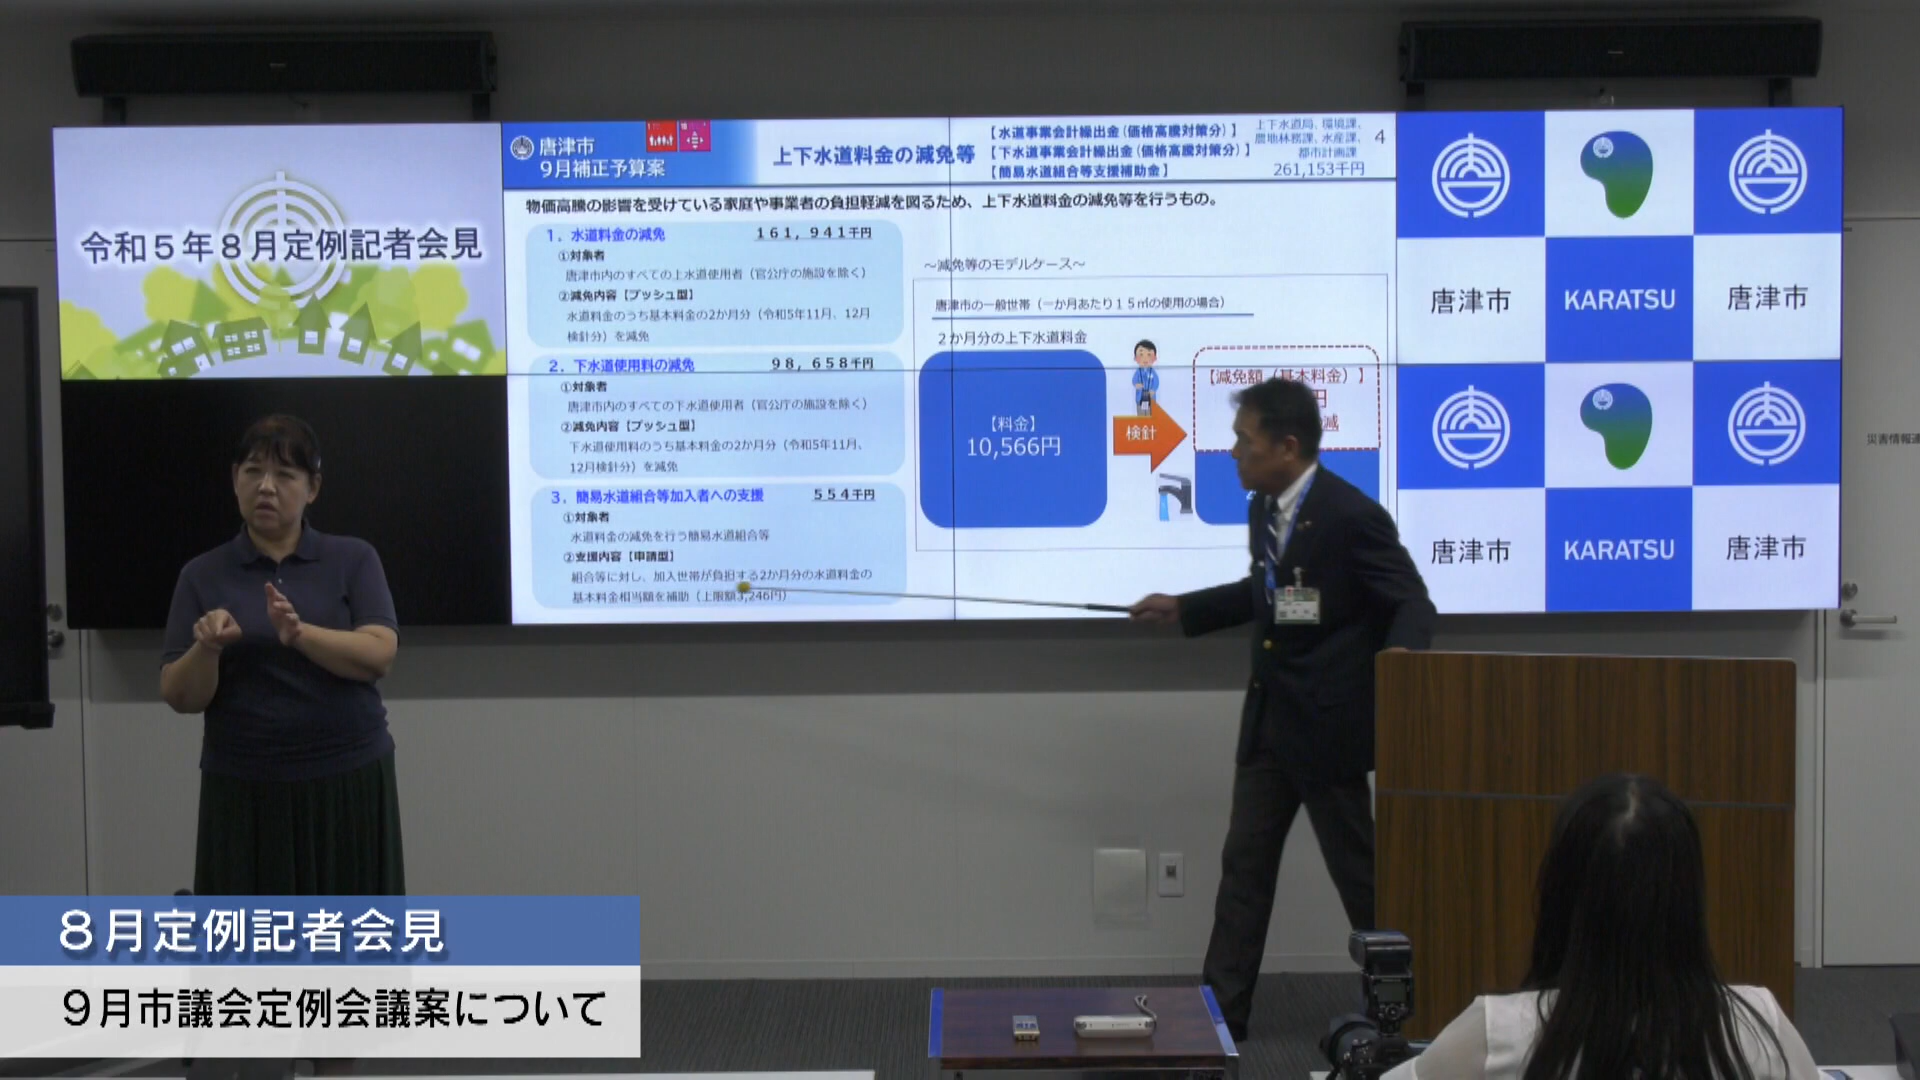 令和５年８月定例記者会見
唐津市
9月補正予算案
上下水道料金の減免等
【水道事業会計繰出金(価格高騰対策分)】
【下水道事業会計繰出金(価格高騰対策分)】
【簡易水道組合等支援補助金】
上下水道局、環境課、
農地林務課、水産課、
都市計画課
4
261,153千円
物価高騰の影響を受けている家庭や事業者の負担軽減を図るため、上下水道料金の減免等を行うもの。
1．水道料金の減免 161,941千円
①対象者
唐津市内のすべての上水道使用者（官公庁の施設を除く）
②減免内容【プッシュ型】
水道料金のうち基本料金の2か月分（令和5年11月、12月
検針分）を減免
2．下水道使用料の減免 98,658千円
①対象者
唐津市内のすべての下水道使用者（官公庁の施設を除く）
②減免内容【プッシュ型】
下水道使用料のうち基本料金の2か月分（令和5年11月、
12月検針分）を減免
3．簡易水道組合等加入者への支援 554千円
①対象者
水道料金の減免を行う簡易水道組合等
②支援内容【申請型】
組合等に対し、加入世帯が負担する2か月分の水道料金の
基本料金相当額を補助（上限額3,246円）
～減免等のモデルケース～
唐津市の一般世帯（一か月あたり１５㎥の使用の場合）
２か月分の上下水道料金
【料金】
10,566円
検針
【減免額（基本料金）】
円
減
唐津市
KARATSU
唐津市
唐津市
KARATSU
唐津市
災害情報
８月定例記者会見
９月市議会定例会議案について